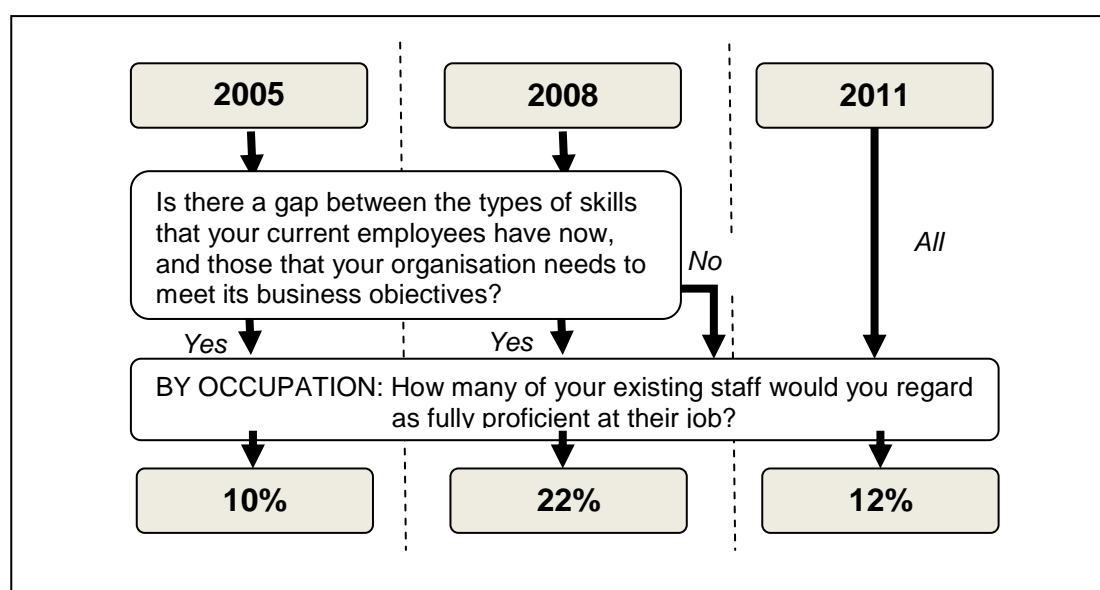 2005
2008
2011
Is there a gap between the types of skills
that your current employees have now,
and those that your organisation needs to
meet its business objectives?
No
All
Yes
Yes
BY OCCUPATION: How many of your existing staff would you regard
as fully proficient at their job?
10%
22%
12%